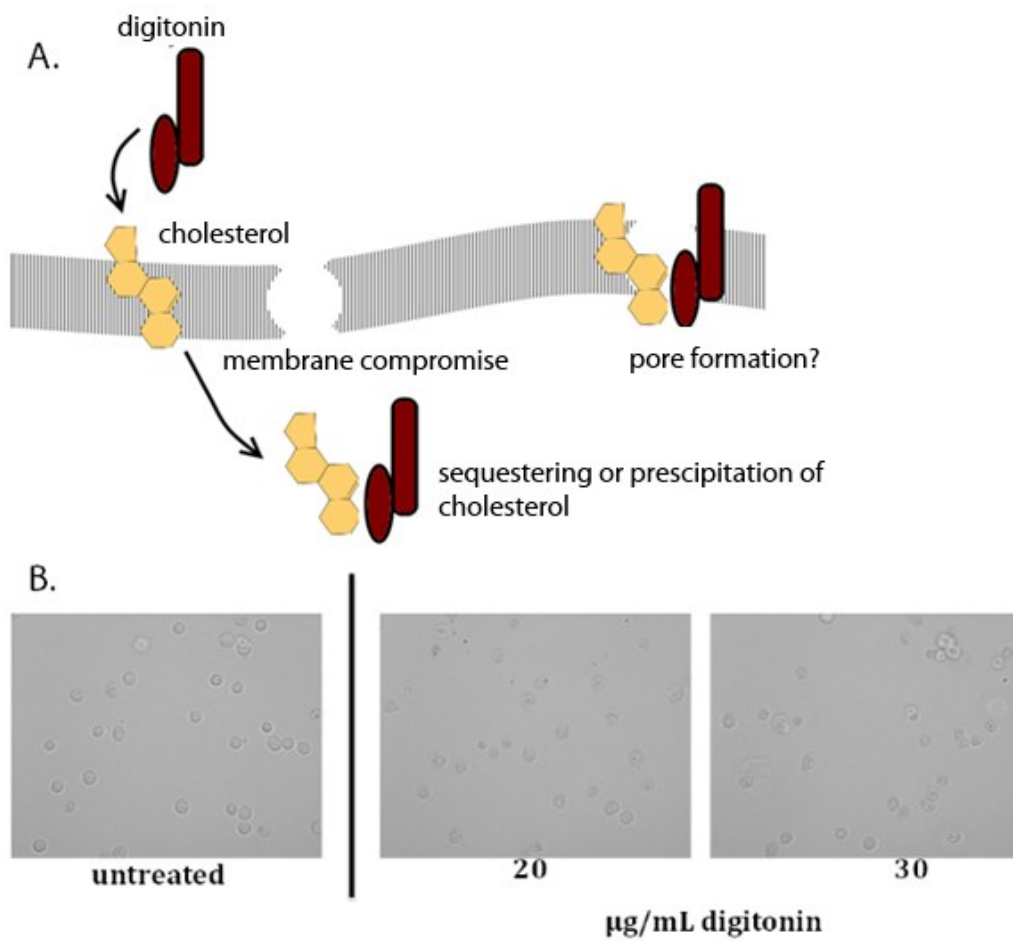 digitonin
A.
cholesterol
membrane compromise
pore formation?
sequestering or prescipitation of
cholesterol
B.
untreated
20
30
µg/mL digitonin